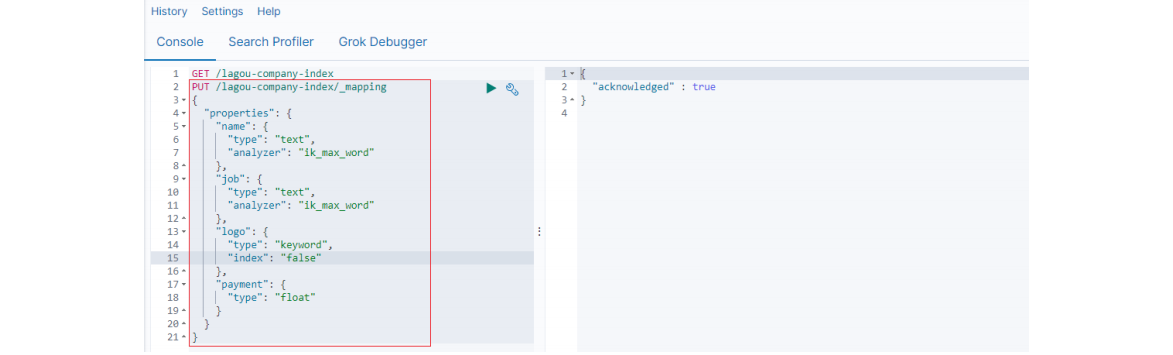 History Settings Help
Console Search Profiler Grok Debugger
1 GET /lagou-company-index
2 PUT /lagou-company-index/_mapping
3 {
4 "properties": {
5 "name": {
6 "type": "text",
7 "analyzer": "ik_max_word"
8 },
9 "job": {
10 "type": "text",
11 "analyzer": "ik_max_word"
12 },
13 "logo": {
14 "type": "keyword",
15 "index": "false"
16 },
17 "payment": {
18 "type": "float"
19 }
20 }
21 }
1 {
2 "acknowledged" : true
3 }
4